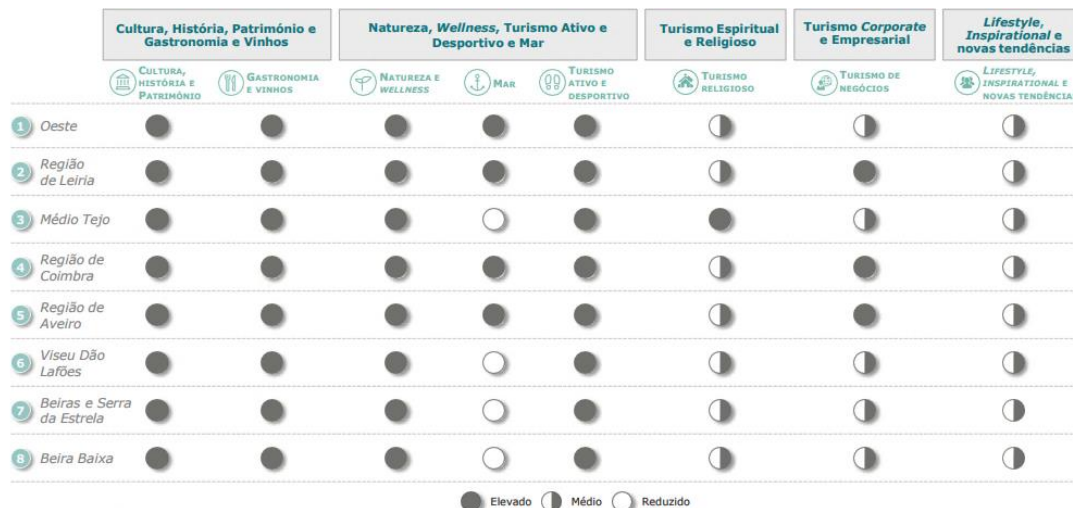 Cultura, História, Património e
Gastronomia e Vinhos
Natureza, Wellness, Turismo Ativo e
Desportivo e Mar
Turismo Espiritual
e Religioso
Turismo Corporate
e Empresarial
Lifestyle,
Inspirational e
novas tendências
CULTURA,
HISTÓRIA E
PATRIMÓNIO
GASTRONOMIA
E VINHOS
NATUREZA E
WELLNESS
MAR
TURISMO
ATIVO E
DESPORTIVO
TURISMO
RELIGIOSO
TURISMO DE
NEGÓCIOS
LIFESTYLE,
INSPIRATIONAL E
NOVAS TENDÊNCIA
1 Oeste
2 Região
de Leiria
3 Médio Tejo
4 Região de
Coimbra
5 Região de
Aveiro
6 Viseu Dão
Lafões
7 Beiras e Serra
da Estrela
8 Beira Baixa
Elevado Médio Reduzido